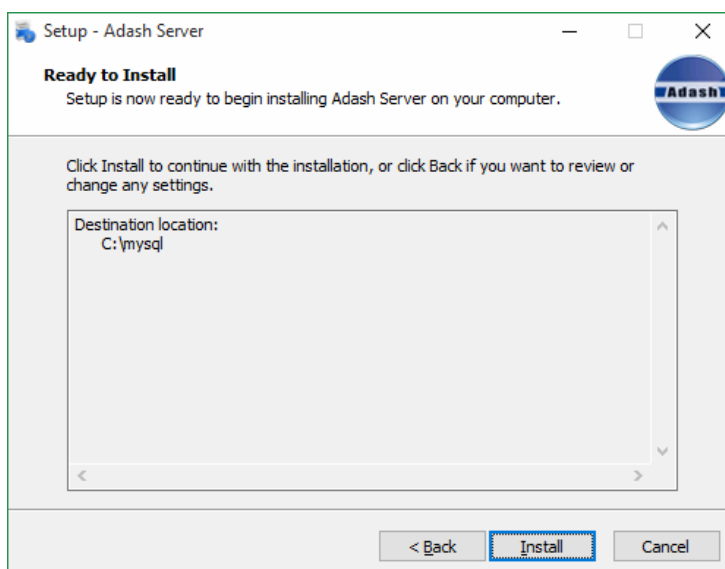 Setup - Adash Server
Ready to Install
Setup is now ready to begin installing Adash Server on your computer.
Adash
Click Install to continue with the installation, or click Back if you want to review or
change any settings.
Destination location:
C:\mysql
< Back
Install
Cancel